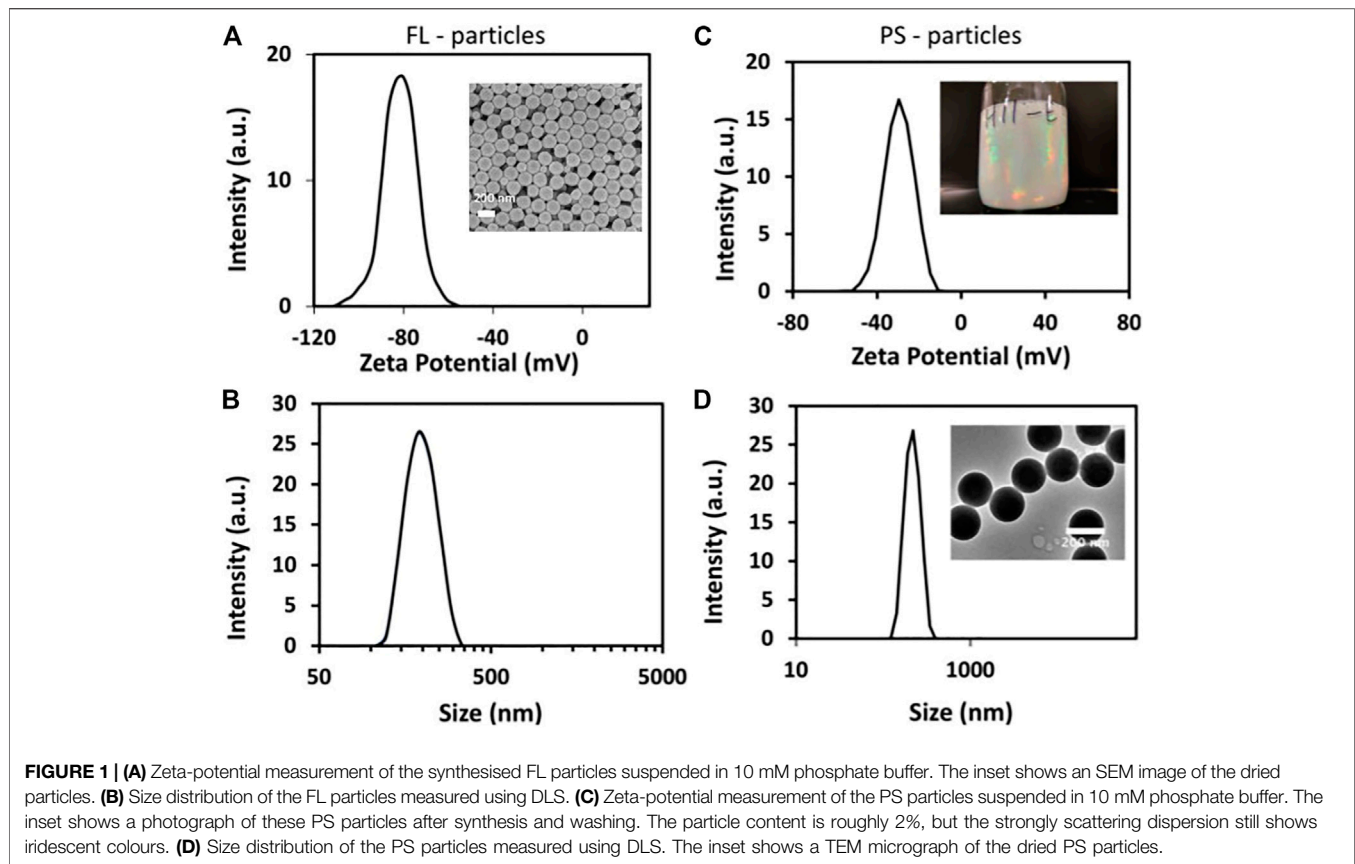 A
FL - particles
20
10
0
Intensity (a.u.)
200 nm
-120
-80
-40
0
Zeta Potential (mV)
C
PS - particles
20
15
10
5
0
Intensity (a.u.)
-80
-40
0
40
80
Zeta Potential (mV)
B
30
25
20
15
10
5
0
Intensity (a.u.)
50
500
5000
Size (nm)
D
30
25
20
15
10
5
0
Intensity (a.u.)
200 nm
10
1000
Size (nm)
FIGURE 1 | (A) Zeta-potential measurement of the synthesised FL particles suspended in 10 mM phosphate buffer. The inset shows an SEM image of the dried
particles. (B) Size distribution of the FL particles measured using DLS. (C) Zeta-potential measurement of the PS particles suspended in 10 mM phosphate buffer. The
inset shows a photograph of these PS particles after synthesis and washing. The particle content is roughly 2%, but the strongly scattering dispersion still shows
iridescent colours. (D) Size distribution of the PS particles measured using DLS. The inset shows a TEM micrograph of the dried PS particles.